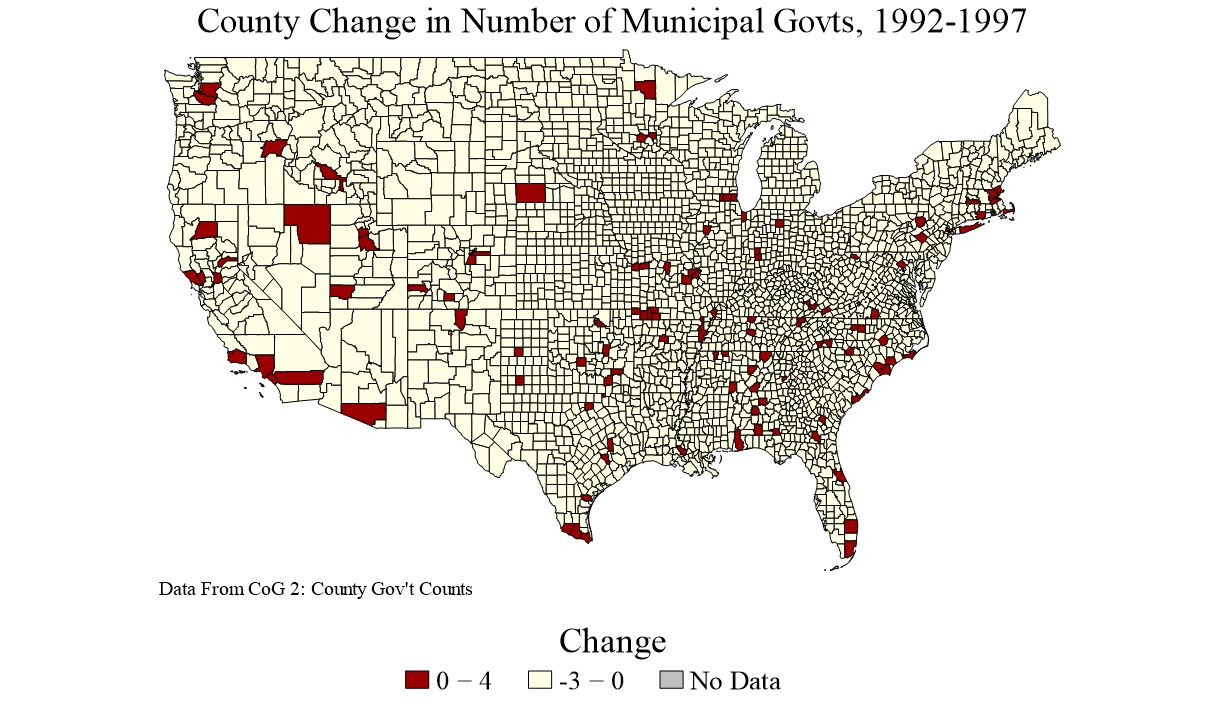 County Change in Number of Municipal Govts, 1992-1997
Data From CoG 2: County Gov't Counts
Change
0 − 4 -3 − 0 No Data